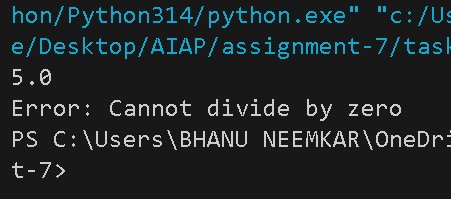 hon/Python314/python.exe" "c:/Us
e/Desktop/AIAP/assignment-7/task
5.0
Error: Cannot divide by zero
PS C:\Users\BHANU NEEMKAR\OneDri
t-7>